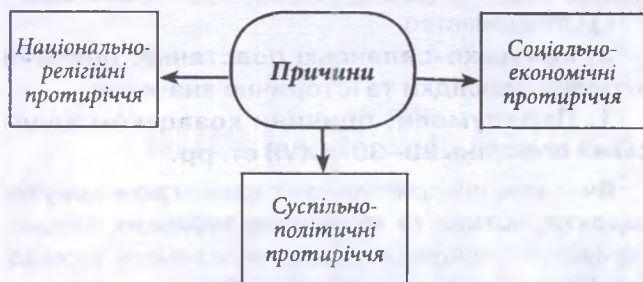 Національно-
релігійні
протиріччя
Причини
Соціально-
економічні
протиріччя
Суспільно-
політичні
протиріччя